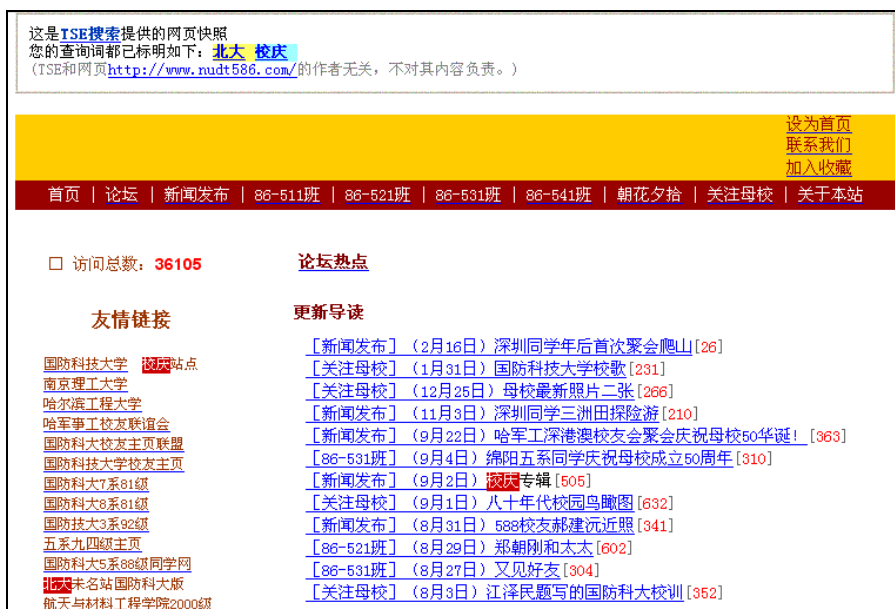 这是TSE搜索提供的网页快照
您的查询词都已标明如下：北大 校庆
(TSE和网页http://www.nudt586.com/的作者无关，不对其内容负责。)
设为首页
联系我们
加入收藏
首页 | 论坛 | 新闻发布 | 86-511班 | 86-521班 | 86-531班 | 86-541班 | 朝花夕拾 | 关注母校 | 关于本站
□ 访问总数：36105
论坛热点
友情链接
国防科技大学 校庆站点
南京理工大学
哈尔滨工程大学
哈军事工校友联谊会
国防科大校友主页联盟
国防科技大学校友主页
国防科大7系81级
国防科大8系81级
国防技大3系92级
五系九四级主页
国防科大5系88级同学网
北大未名站国防科大版
航天与材料工程学院2000级
更新导读
[新闻发布] (2月16日) 深圳同学年后首次聚会爬山[26]
[关注母校] (1月31日) 国防科技大学校歌[231]
[关注母校] (12月25日) 母校最新照片二张[266]
[新闻发布] (11月3日) 深圳同学三洲田探险游[210]
[新闻发布] (9月22日) 哈军工深港澳校友会聚会庆祝母校50华诞！[363]
[86-531班] (9月4日) 绵阳五系同学庆祝母校成立50周年[310]
[新闻发布] (9月2日) 校庆专辑[505]
[关注母校] (9月1日) 八十年代校园鸟瞰图[632]
[新闻发布] (8月31日) 588校友郝建沅近照[341]
[86-521班] (8月29日) 郑朝刚和太太[602]
[86-531班] (8月27日) 又见好友[304]
[关注母校] (8月3日) 江泽民题写的国防科大校训[352]